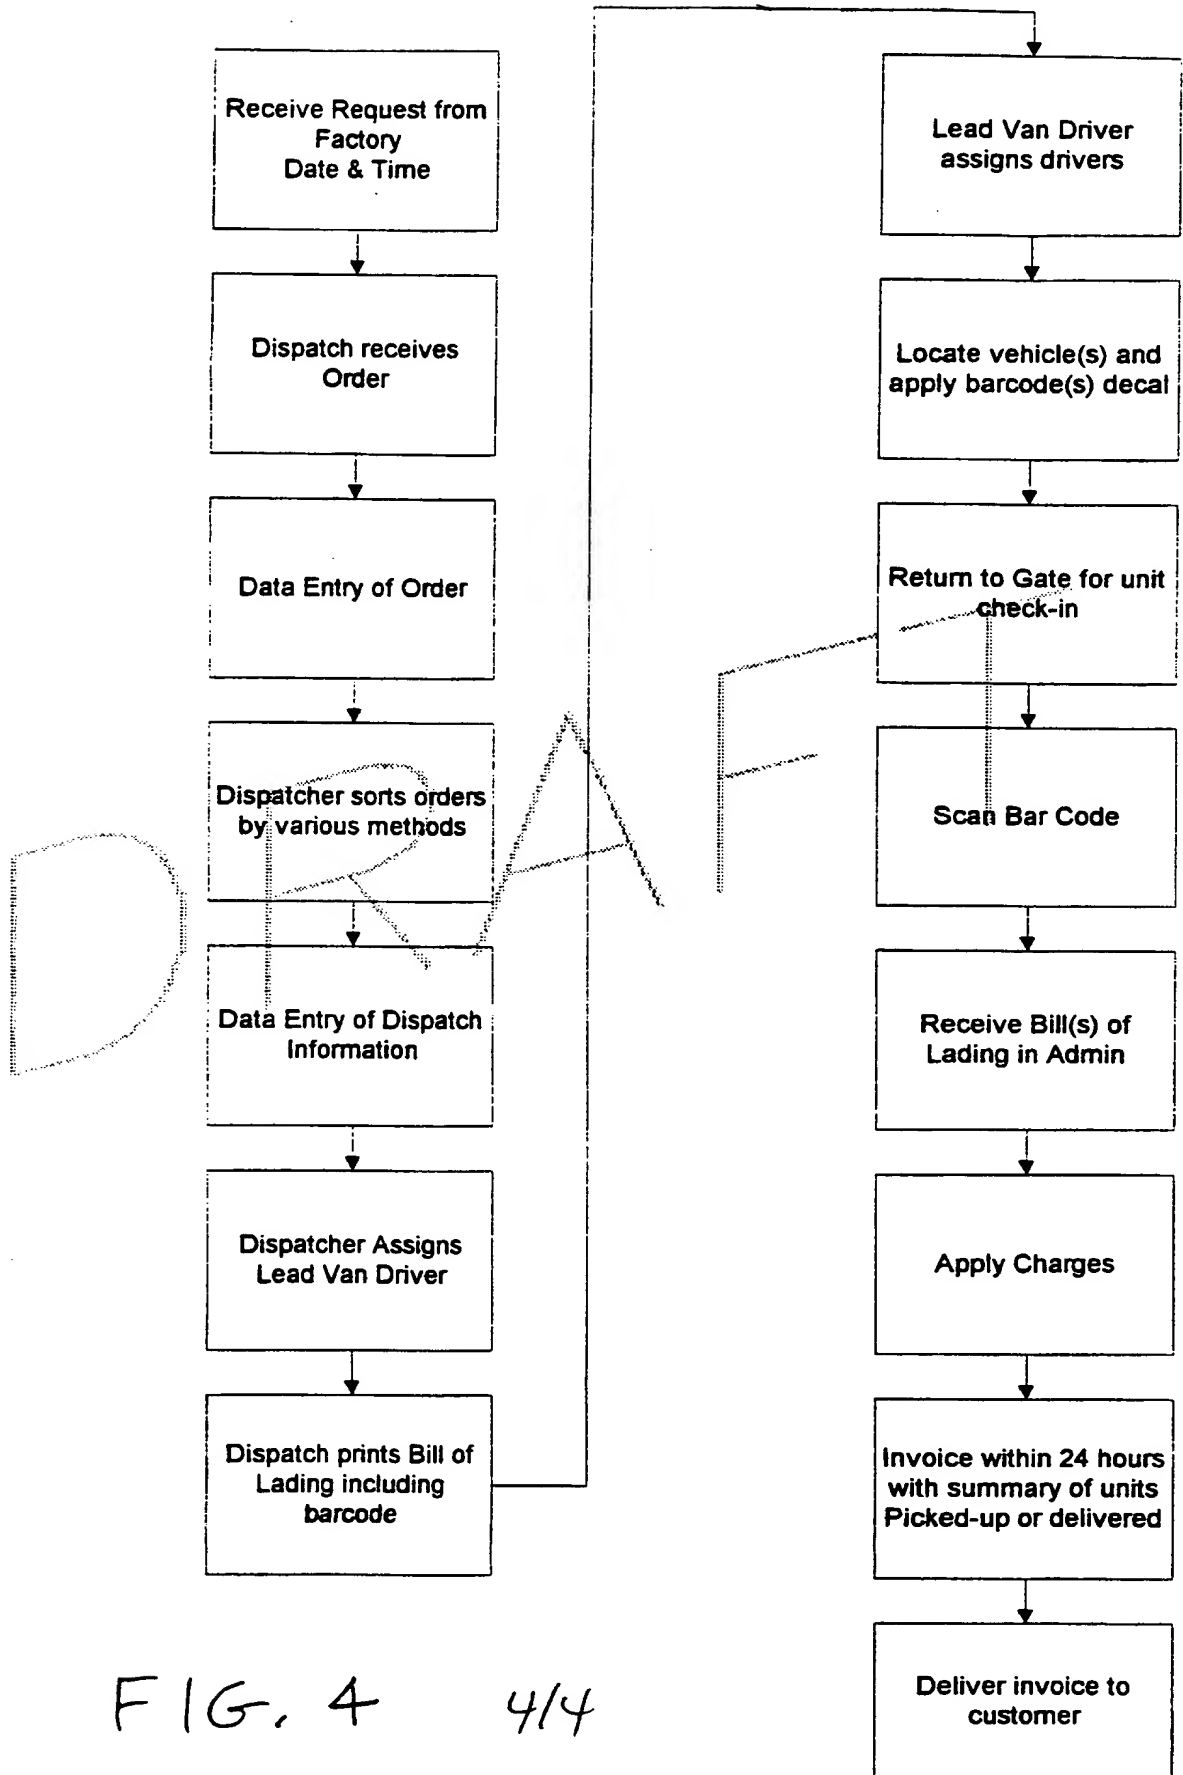 Receive Request from
Factory
Date & Time
Dispatch receives
Order
Data Entry of Order
Dispatcher sorts orders
by various methods
Data Entry of Dispatch
Information
Dispatcher Assigns
Lead Van Driver
Dispatch prints Bill of
Lading including
barcode
Lead Van Driver
assigns drivers
Locate vehicle(s) and
apply barcode(s) decal
Return to Gate for unit
check-in
Scan Bar Code
Receive Bill(s) of
Lading in Admin
Apply Charges
Invoice within 24 hours
with summary of units
Picked-up or delivered
Deliver invoice to
customer
DRAFT
FIG. 4 4/4